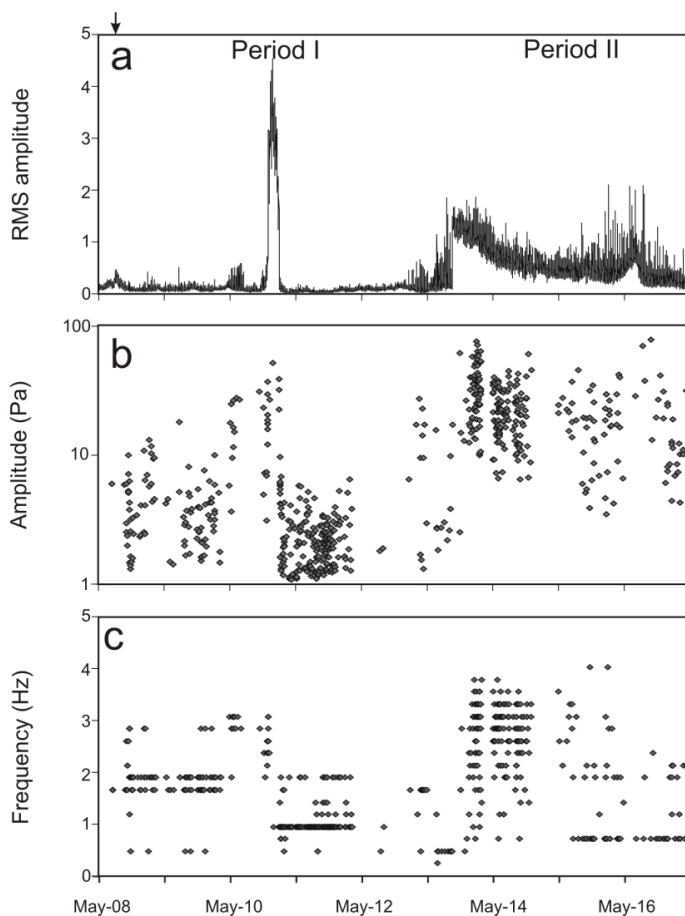 Period I
Period II
a
RMS amplitude
5
4
3
2
1
0
b
Amplitude (Pa)
100
10
1
c
Frequency (Hz)
5
4
3
2
1
0
May-08
May-10
May-12
May-14
May-16